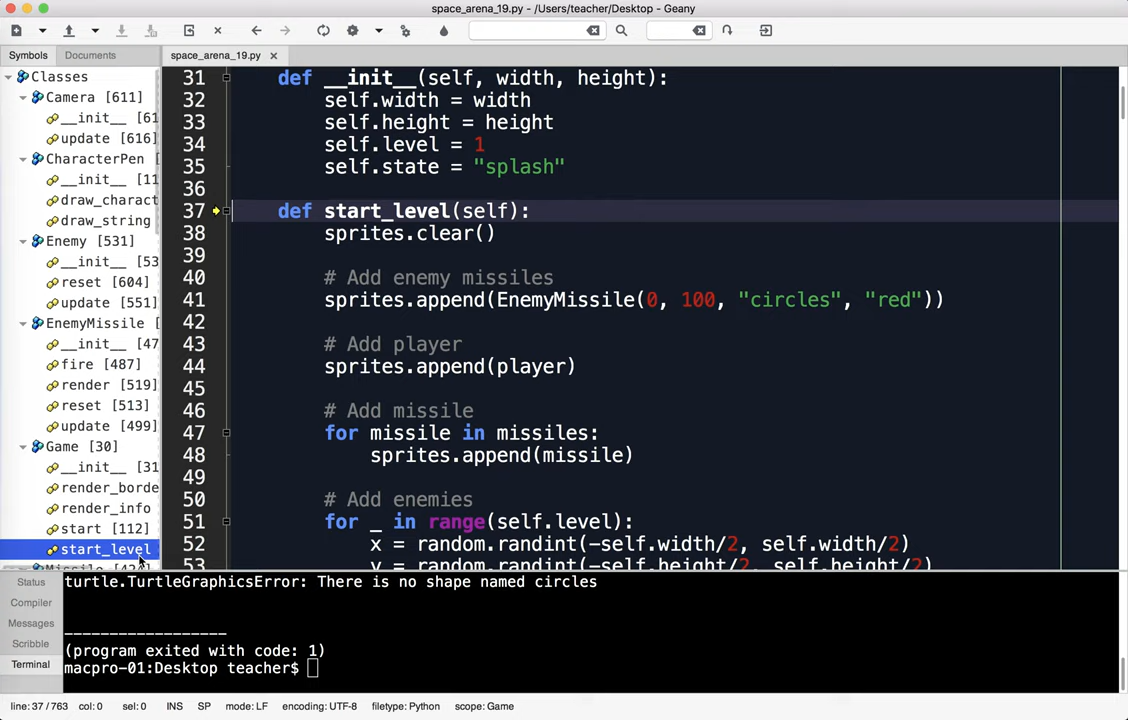 space_arena_19.py - /Users/teacher/Desktop - Geany
Symbols Documents
space_arena_19.py
Classes
Camera [611]
__init__ [61
update [616]
CharacterPen [
__init__ [11
draw_charact
draw_string
Enemy [531]
__init__ [53
reset [604]
update [551]
EnemyMissile [
__init__ [47
fire [487]
render [519]
reset [513]
update [499]
Game [30]
__init__ [31
render_borde
render_info
start [112]
start_level
31 def __init__(self, width, height):
32 self.width = width
33 self.height = height
34 self.level = 1
35 self.state = "splash"
36
37 def start_level(self):
38 sprites.clear()
39
40 # Add enemy missiles
41 sprites.append(EnemyMissile(0, 100, "circles", "red"))
42
43 # Add player
44 sprites.append(player)
45
46 # Add missile
47 for missile in missiles:
48 sprites.append(missile)
49
50 # Add enemies
51 for _ in range(self.level):
52 x = random.randint(-self.width/2, self.width/2)
53 y = random.randint(-self.height/2, self.height/2)
Status
Compiler
Messages
Scribble
Terminal
turtle.TurtleGraphicsError: There is no shape named circles
------------------
(program exited with code: 1)
macpro-01:Desktop teacher$
line: 37 / 763 col: 0 sel: 0 INS SP mode: LF encoding: UTF-8 filetype: Python scope: Game